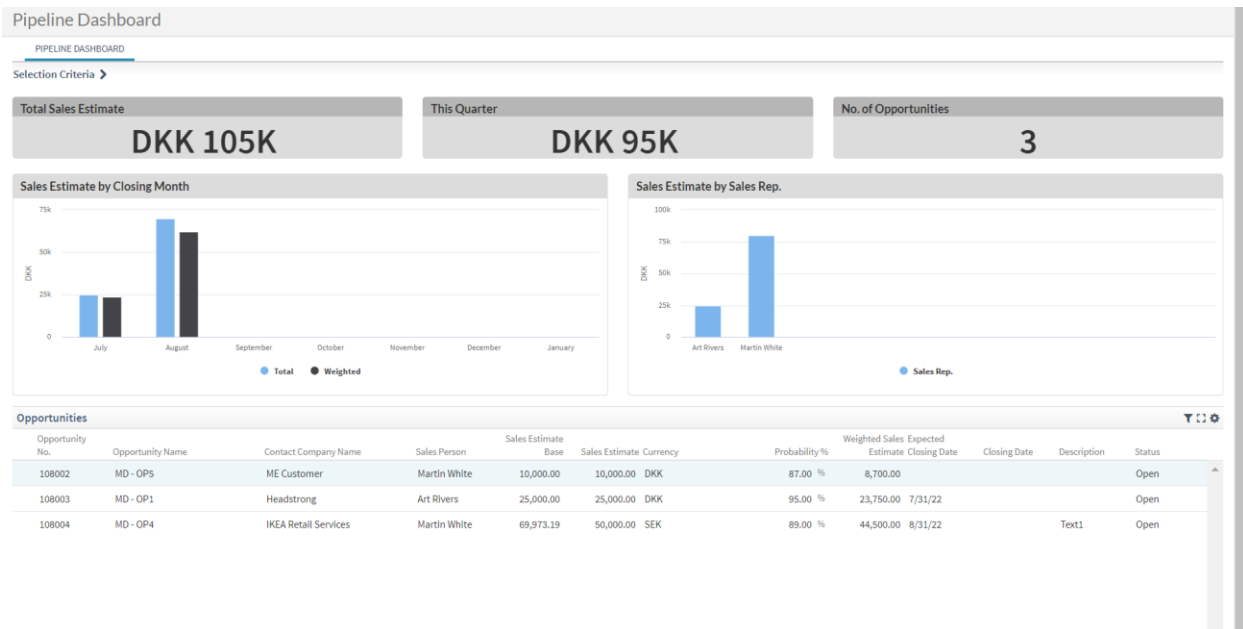 Pipeline Dashboard
PIPELINE DASHBOARD
Selection Criteria
Total Sales Estimate
DKK 105K
This Quarter
DKK 95K
No. of Opportunities
3
Sales Estimate by Closing Month
75k
50k
25k
0
DKK
July August September October November December January
Total Weighted
Sales Estimate by Sales Rep.
100k
75k
50k
25k
0
DKK
Art Rivers Martin White
Sales Rep.
Opportunities
Opportunity Sales Estimate Weighted Sales Expected
No. Opportunity Name Contact Company Name Sales Person Base Sales Estimate Currency Probability % Estimate Closing Date Closing Date Description Status
108002 MD - OP5 ME Customer Martin White 10,000.00 10,000.00 DKK 87.00 % 8,700.00 Open
108003 MD - OP1 Headstrong Art Rivers 25,000.00 25,000.00 DKK 95.00 % 23,750.00 7/31/22 Open
108004 MD - OP4 IKEA Retail Services Martin White 69,973.19 50,000.00 SEK 89.00 % 44,500.00 8/31/22 Text1 Open